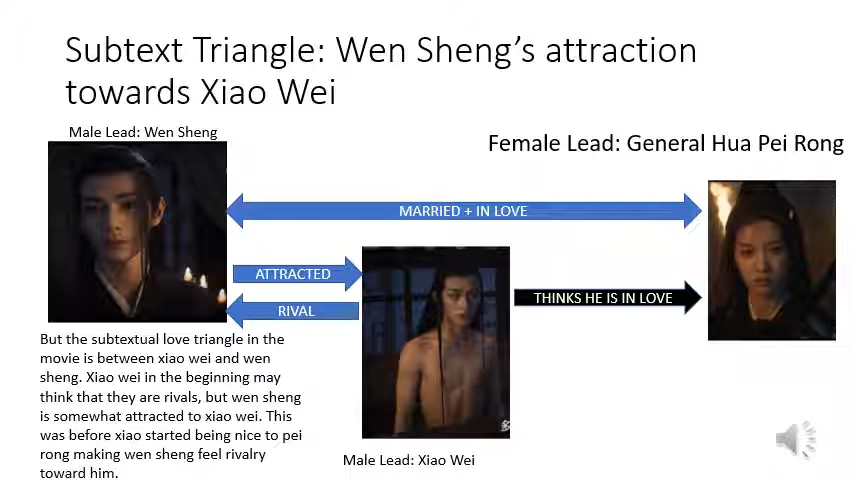 Subtext Triangle: Wen Sheng’s attraction
towards Xiao Wei
Male Lead: Wen Sheng
Female Lead: General Hua Pei Rong
MARRIED + IN LOVE
ATTRACTED
THINKS HE IS IN LOVE
RIVAL
But the subtextual love triangle in the
movie is between xiao wei and wen
sheng. Xiao wei in the beginning may
think that they are rivals, but wen sheng
is somewhat attracted to xiao wei. This
was before xiao started being nice to pei
rong making wen sheng feel rivalry
toward him.
Male Lead: Xiao Wei